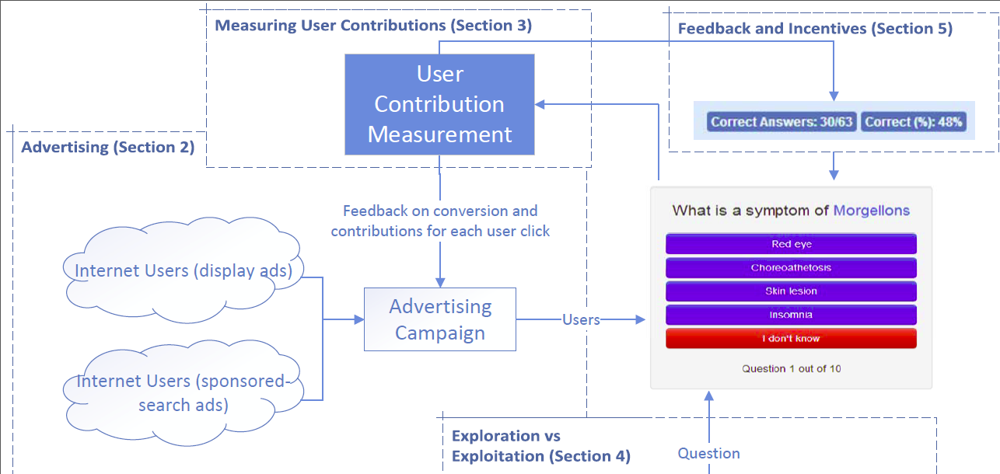 Measuring User Contributions (Section 3)
Feedback and Incentives (Section 5)
User
Contribution
Measurement
Correct Answers: 30/63 Correct (%): 48%
Advertising (Section 2)
Feedback on conversion and
contributions for each user click
What is a symptom of Morgellons
Red eye
Choreoathetosis
Skin lesion
Insomnia
I don't know
Question 1 out of 10
Internet Users (display ads)
Advertising
Campaign
Users
Internet Users (sponsored-
search ads)
Exploration vs
Exploitation (Section 4)
Question